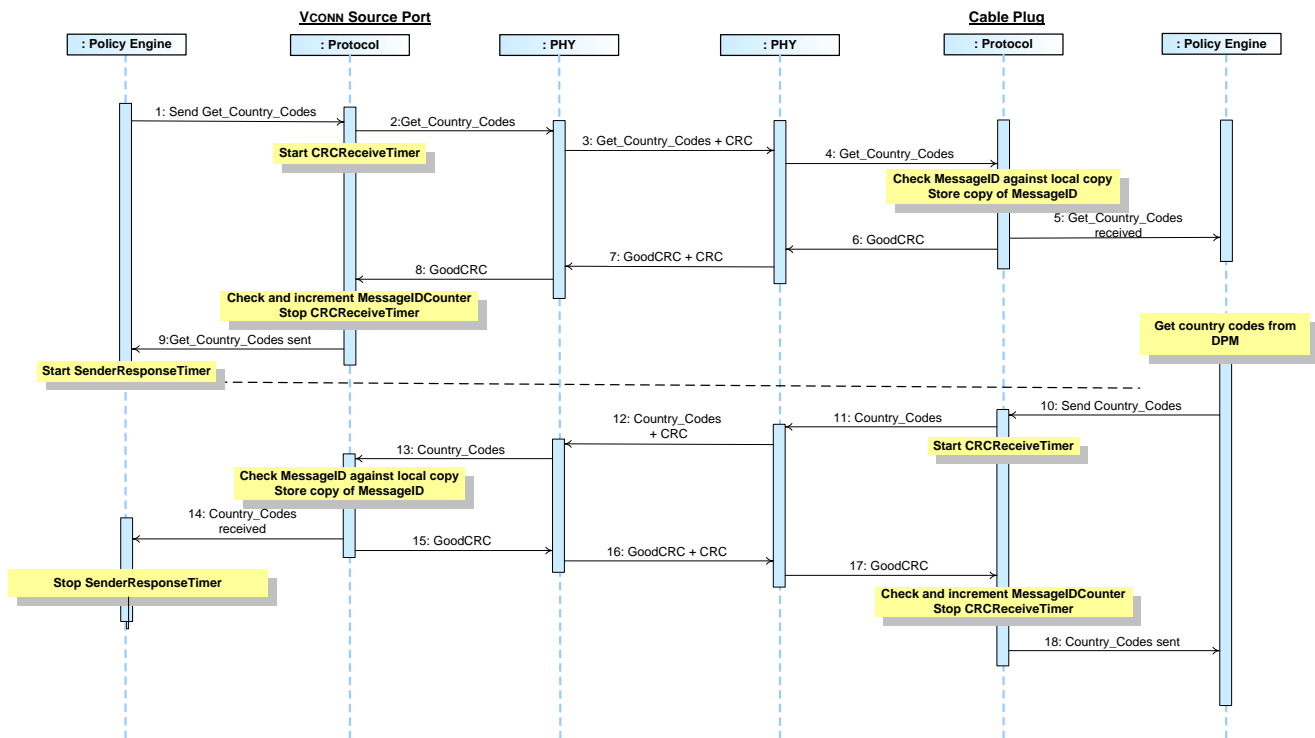 VCONN Source Port
Cable Plug
: Policy Engine
: Protocol
: PHY
: PHY
: Protocol
: Policy Engine
1: Send Get_Country_Codes
2:Get_Country_Codes
Start CRCReceiveTimer
3: Get_Country_Codes + CRC
4: Get_Country_Codes
Check MessageID against local copy
Store copy of MessageID
5: Get_Country_Codes
received
6: GoodCRC
7: GoodCRC + CRC
8: GoodCRC
Check and increment MessageIDCounter
Stop CRCReceiveTimer
9:Get_Country_Codes sent
Start SenderResponseTimer
Get country codes from
DPM
10: Send Country_Codes
11: Country_Codes
Start CRCReceiveTimer
12: Country_Codes
+ CRC
13: Country_Codes
Check MessageID against local copy
Store copy of MessageID
14: Country_Codes
received
15: GoodCRC
16: GoodCRC + CRC
17: GoodCRC
Stop SenderResponseTimer
Check and increment MessageIDCounter
Stop CRCReceiveTimer
18: Country_Codes sent